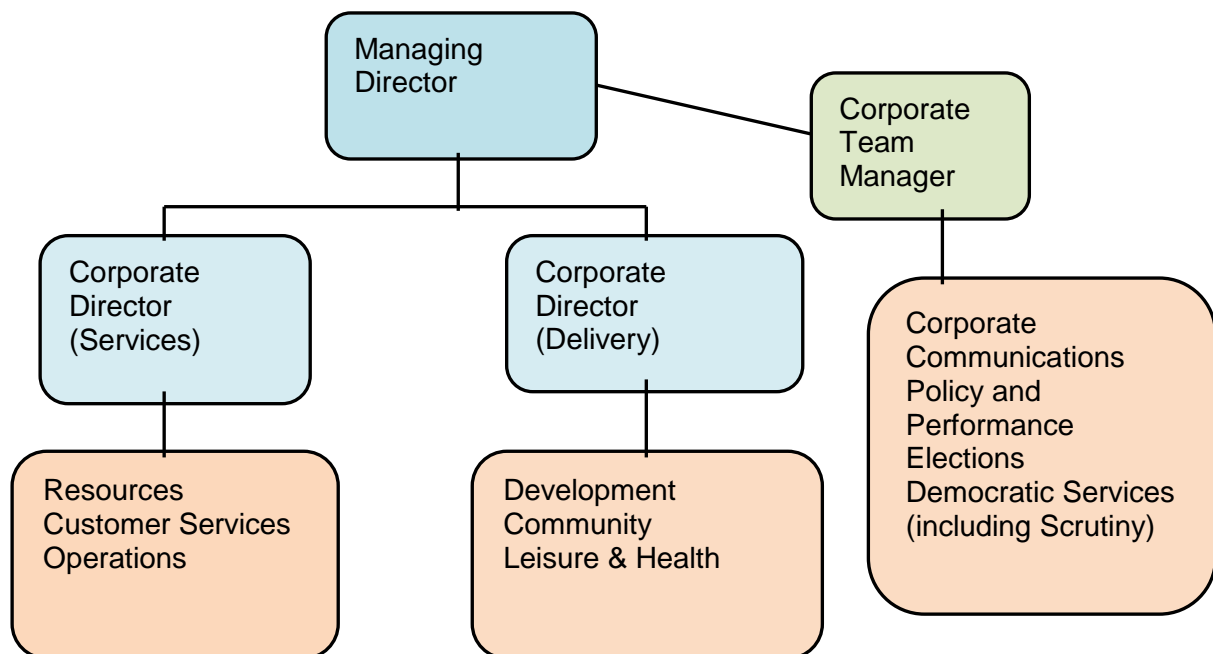 Managing
Director
Corporate
Team
Manager
Corporate
Director
(Services)
Corporate
Director
(Delivery)
Corporate
Communications
Policy and
Performance
Elections
Democratic Services
(including Scrutiny)
Resources
Customer Services
Operations
Development
Community
Leisure & Health